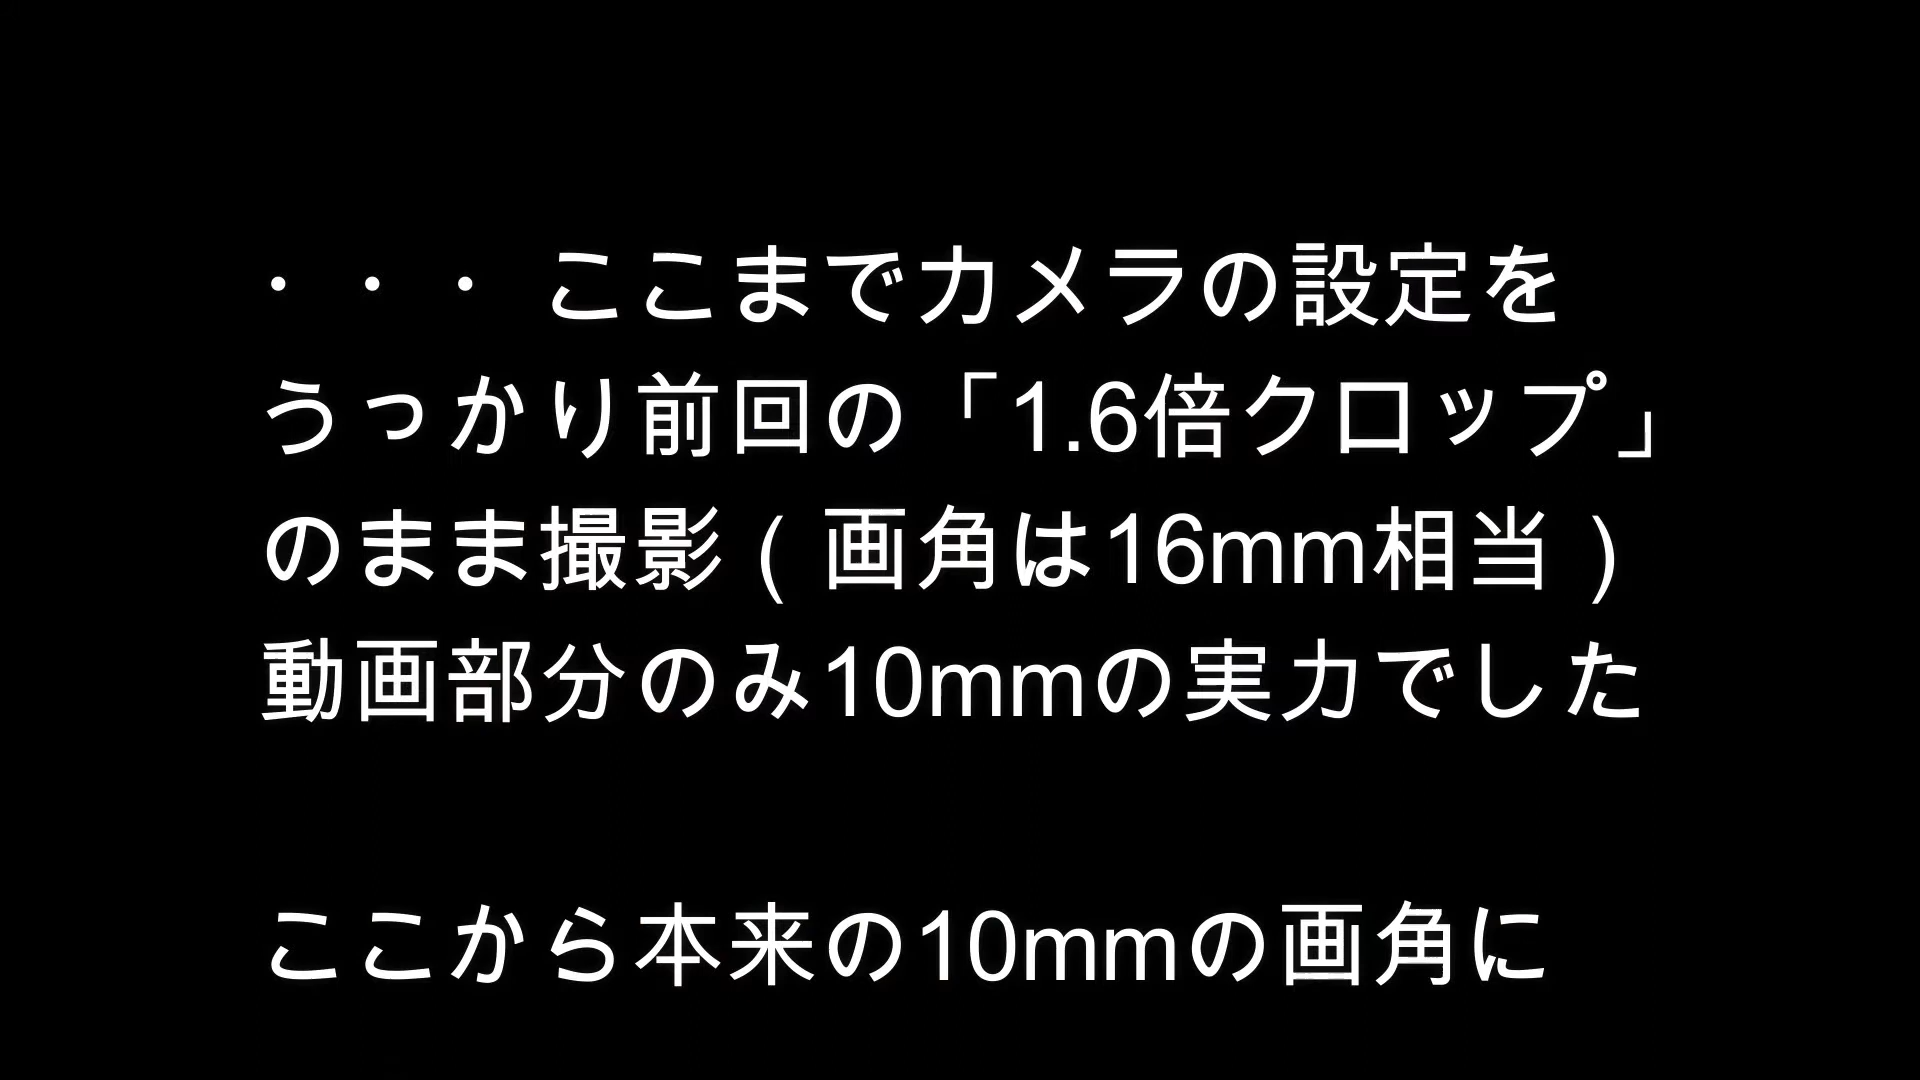 ・・・ここまでカメラの設定を
うっかり前回の「1.6倍クロップ」
のまま撮影（画角は16mm相当）
動画部分のみ10mmの実力でした
ここから本来の10mmの画角に